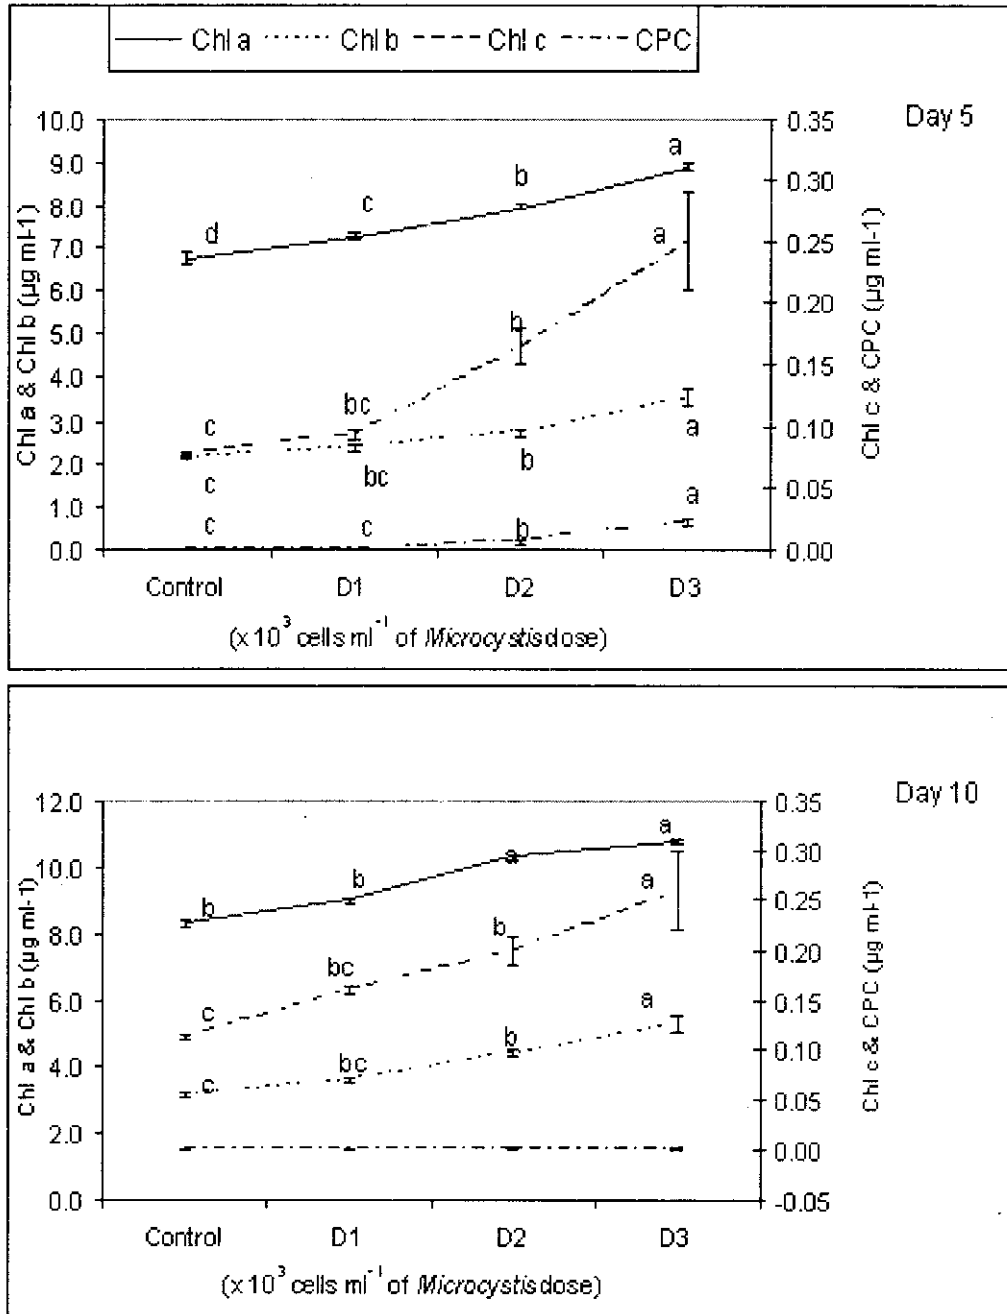 Chl a Chl b Chl c CPC
Day 5
Chl a & Chl b (µg ml-1)
10.0
9.0
8.0
7.0
6.0
5.0
4.0
3.0
2.0
1.0
0.0
0.35
0.30
0.25
0.20
0.15
0.10
0.05
0.00
Chl c & CPC (µg ml-1)
d c b a
c bc b a
c bc b a
c c b a
Control D1 D2 D3
(x 10³ cells ml⁻¹ of Microcystis dose)
Day 10
Chl a & Chl b (µg ml-1)
12.0
10.0
8.0
6.0
4.0
2.0
0.0
0.35
0.30
0.25
0.20
0.15
0.10
0.05
0.00
-0.05
Chl c & CPC (µg ml-1)
b b a a
c bc b a
c bc b a
Control D1 D2 D3
(x 10³ cells ml⁻¹ of Microcystis dose)